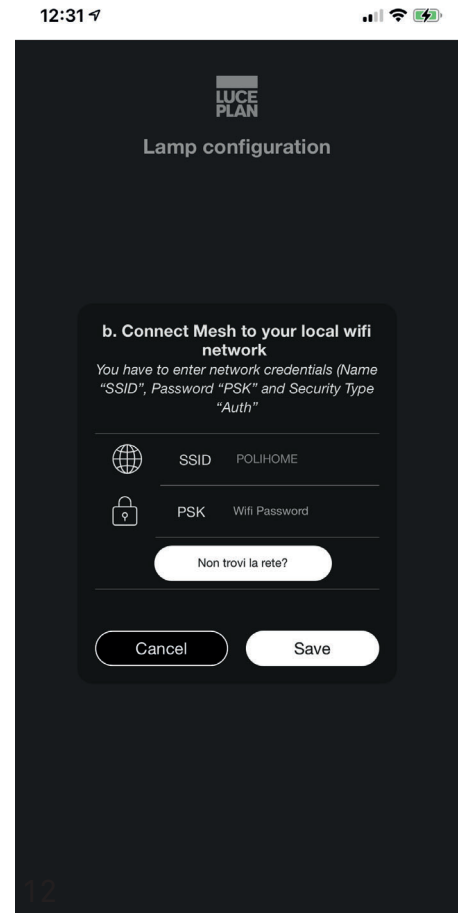 12:31
LUCE
PLAN
Lamp configuration
b. Connect Mesh to your local wifi
network
You have to enter network credentials (Name
“SSID”, Password “PSK” and Security Type
“Auth”
SSID POLIHOME
PSK Wifi Password
Non trovi la rete?
Cancel Save
12